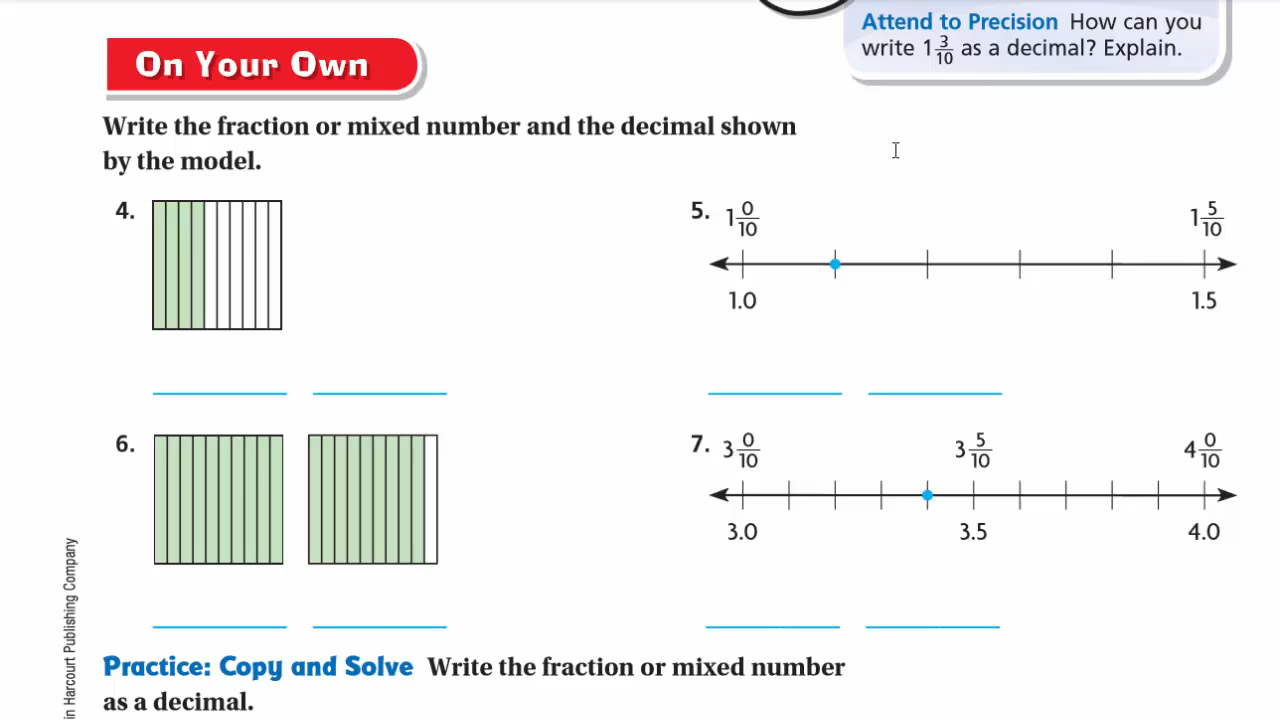 Attend to Precision How can you
write 1 3/10 as a decimal? Explain.
On Your Own
Write the fraction or mixed number and the decimal shown
by the model.
4.
5. 1 0/10 1 5/10
1.0 1.5
6.
7. 3 0/10 3 5/10 4 0/10
3.0 3.5 4.0
in Harcourt Publishing Company
Practice: Copy and Solve Write the fraction or mixed number
as a decimal.